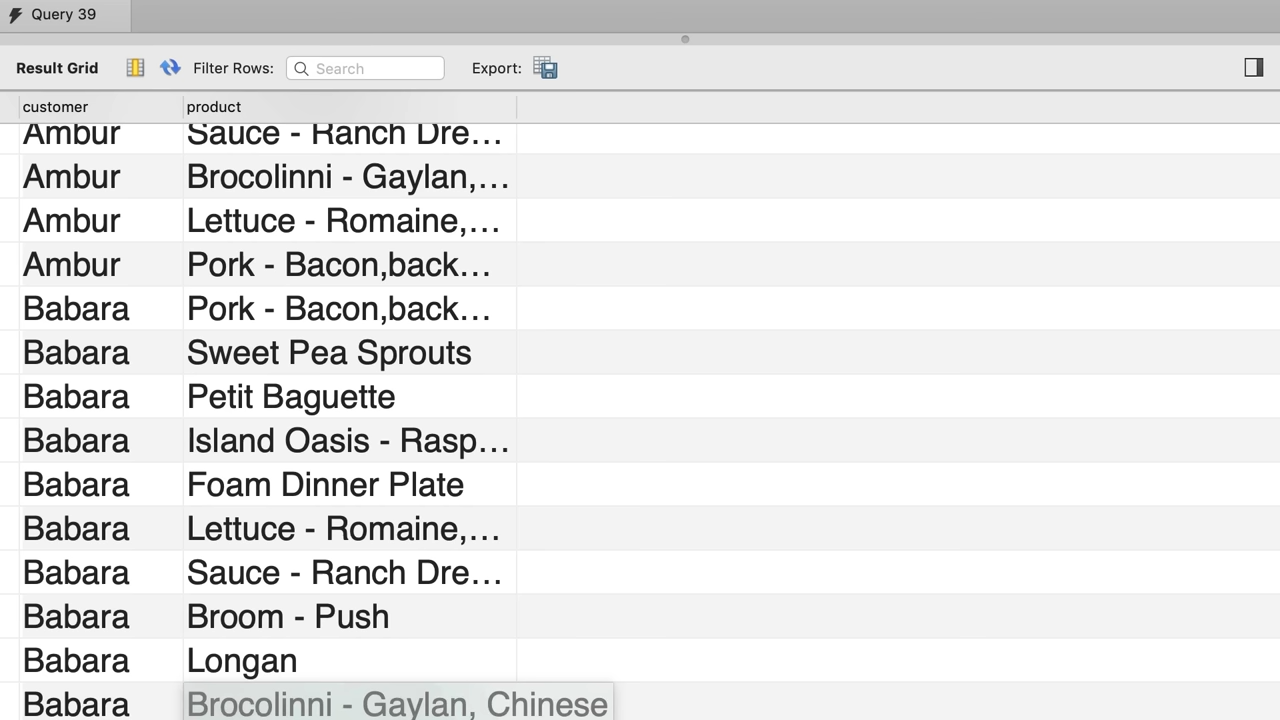 Query 39
Result Grid Filter Rows: Search Export:
customer product
Ambur Sauce - Ranch Dre...
Ambur Brocolinni - Gaylan,...
Ambur Lettuce - Romaine,...
Ambur Pork - Bacon,back...
Babara Pork - Bacon,back...
Babara Sweet Pea Sprouts
Babara Petit Baguette
Babara Island Oasis - Rasp...
Babara Foam Dinner Plate
Babara Lettuce - Romaine,...
Babara Sauce - Ranch Dre...
Babara Broom - Push
Babara Longan
Babara Brocolinni - Gaylan, Chinese